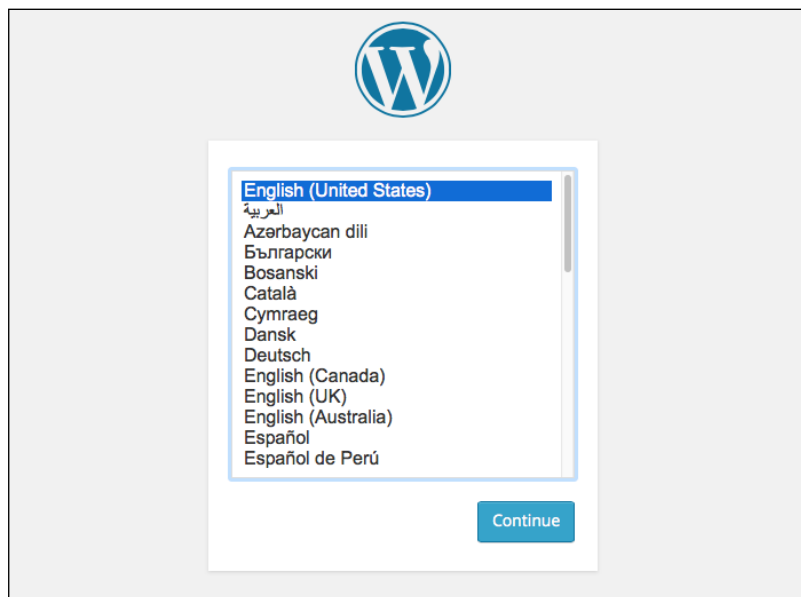 English (United States)
العربية
Azərbaycan dili
Български
Bosanski
Català
Cymraeg
Dansk
Deutsch
English (Canada)
English (UK)
English (Australia)
Español
Español de Perú
Continue